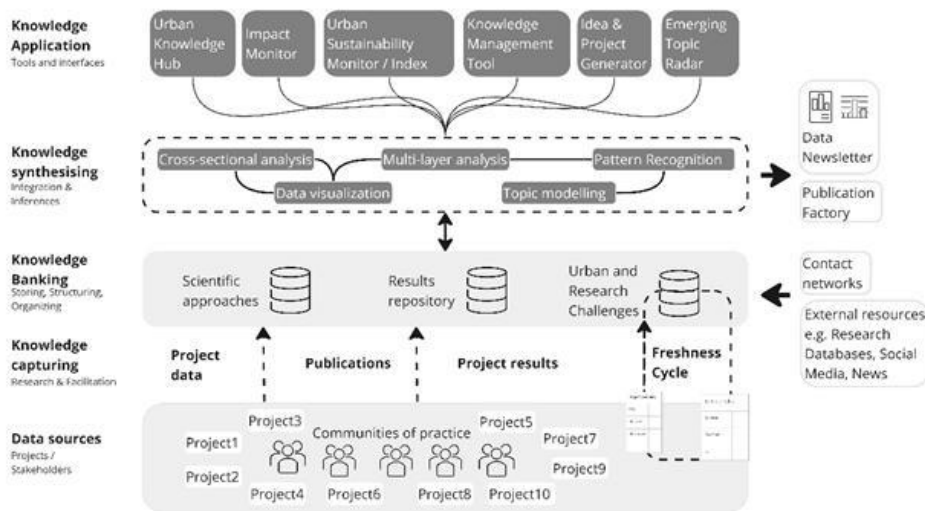 Knowledge
Application
Tools and Interfaces
Urban
Knowledge
Hub
Impact
Monitor
Urban
Sustainability
Monitor / Index
Knowledge
Management
Tool
Idea &
Project
Generator
Emerging
Topic
Radar
Knowledge
synthesising
Integration &
Inferences
Cross-sectional analysis
Multi-layer analysis
Pattern Recognition
Data visualization
Topic modelling
Data
Newsletter
Publication
Factory
Knowledge
Banking
Storing, Structuring,
Organizing
Scientific
approaches
Results
repository
Urban and
Research
Challenges
Contact
networks
External resources
e.g. Research
Databases, Social
Media, News
Knowledge
capturing
Research & Facilitation
Project
data
Publications
Project results
Freshness
Cycle
Data sources
Projects /
Stakeholders
Communities of practice
Project1
Project2
Project3
Project4
Project5
Project6
Project7
Project8
Project9
Project10